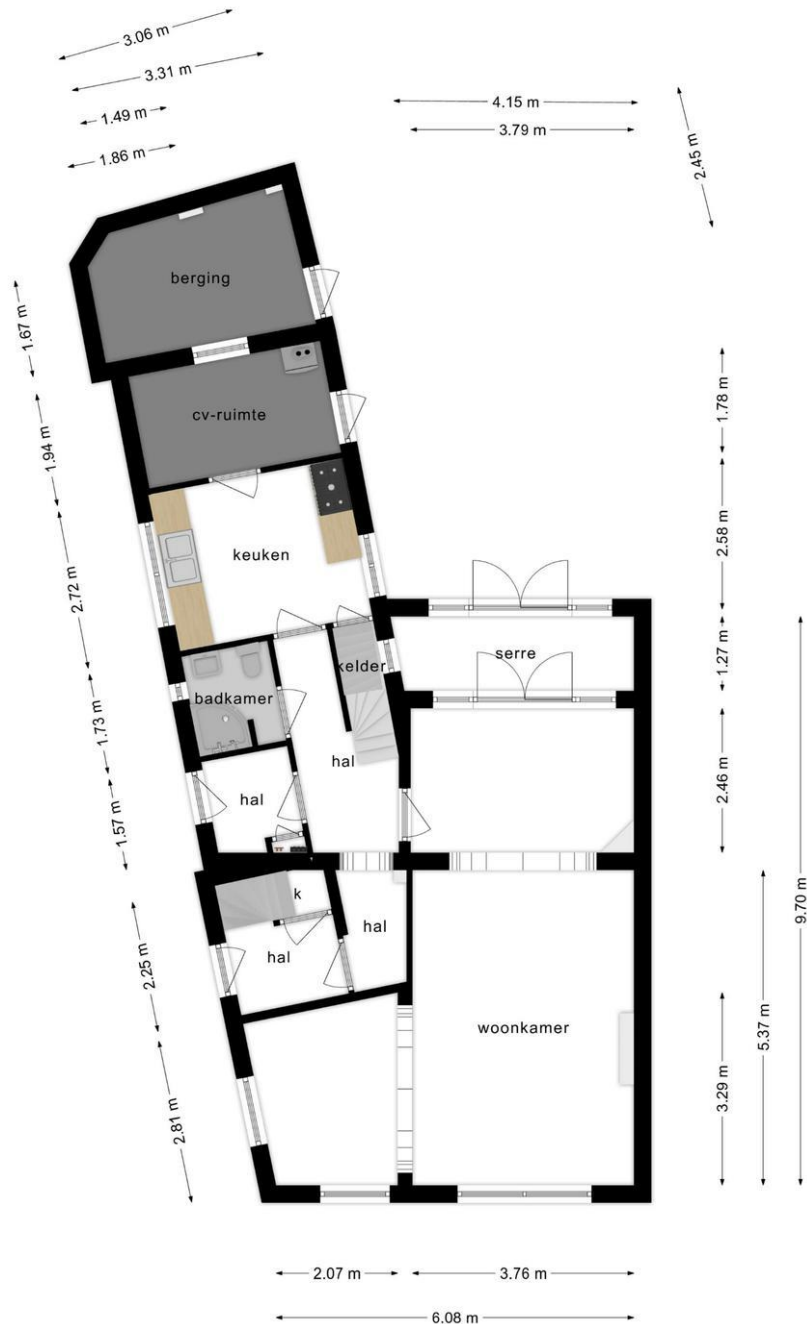 3.06 m
3.31 m
1.49 m
1.86 m
4.15 m
3.79 m
2.45 m
berging
1.67 m
cv-ruimte
1.78 m
1.94 m
keuken
2.58 m
2.72 m
serre
1.27 m
kelder
badkamer
1.73 m
hal
2.46 m
hal
1.57 m
k
hal
9.70 m
hal
2.25 m
woonkamer
5.37 m
3.29 m
2.81 m
2.07 m
3.76 m
6.08 m